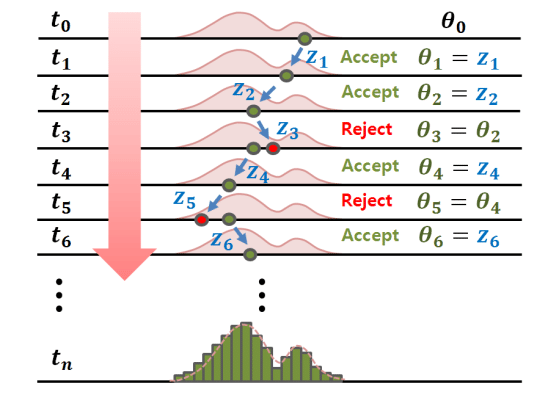 t₀ θ₀
t₁ z₁ Accept θ₁ = z₁
t₂ z₂ Accept θ₂ = z₂
t₃ z₃ Reject θ₃ = θ₂
t₄ z₄ Accept θ₄ = z₄
t₅ z₅ Reject θ₅ = θ₄
t₆ z₆ Accept θ₆ = z₆
⋮ ⋮
tₙ